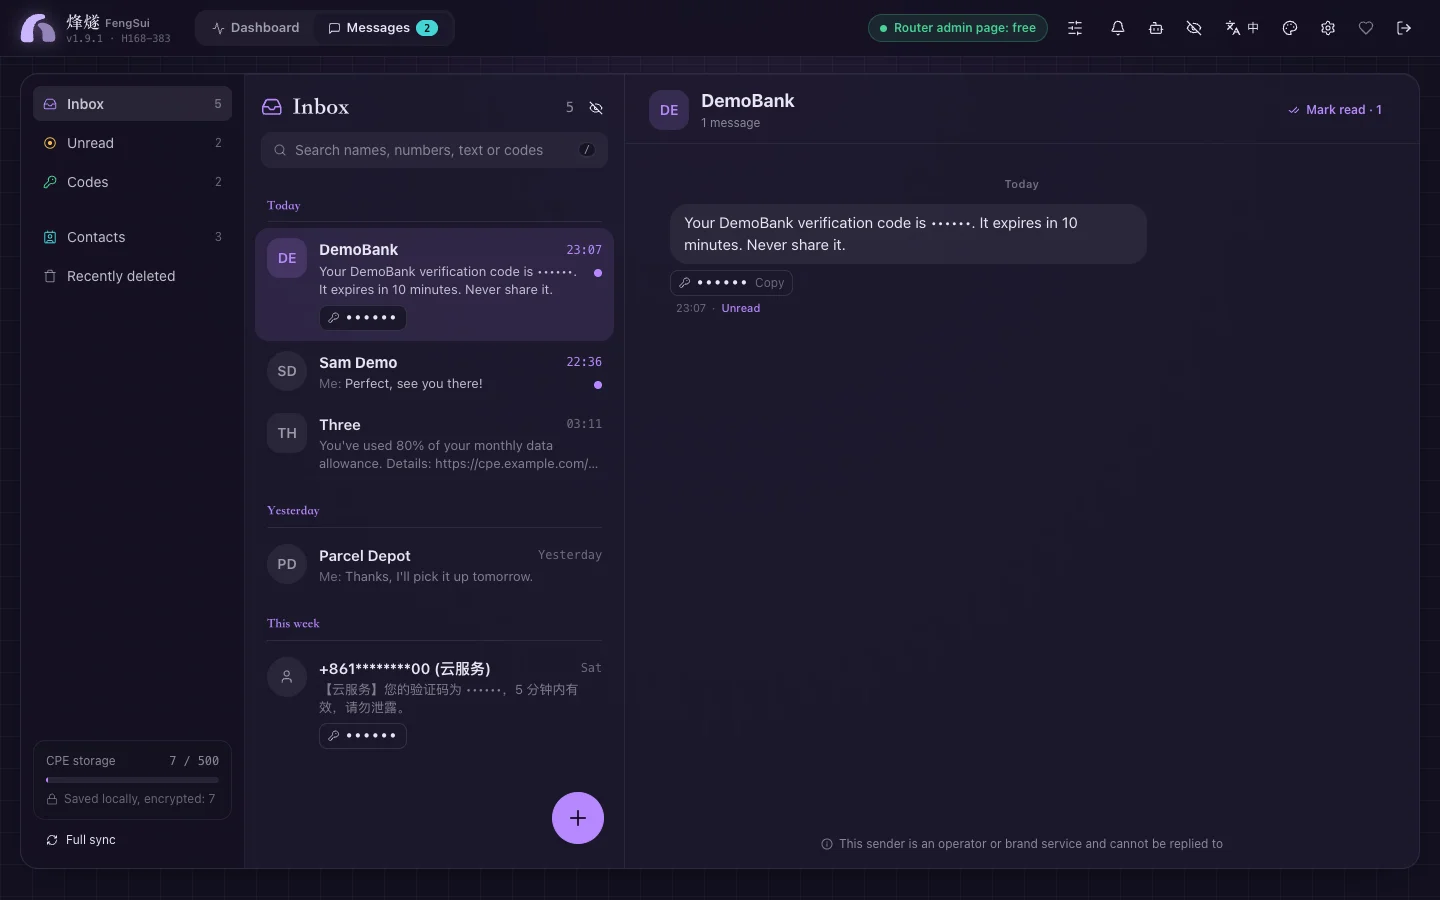 烽燧 FengSui
v1.9.1 · H168-383
Dashboard
Messages 2
Router admin page: free
中
Inbox 5
Unread 2
Codes 2
Contacts 3
Recently deleted
CPE storage 7 / 500
Saved locally, encrypted: 7
Full sync
Inbox 5
Search names, numbers, text or codes /
Today
DE DemoBank 23:07
Your DemoBank verification code is ••••••.
It expires in 10 minutes. Never share it.
••••••
SD Sam Demo 22:36
Me: Perfect, see you there!
TH Three 03:11
You've used 80% of your monthly data
allowance. Details: https://cpe.example.com/…
Yesterday
PD Parcel Depot Yesterday
Me: Thanks, I'll pick it up tomorrow.
This week
+861********00 (云服务) Sat
【云服务】您的验证码为 ••••••，5 分钟内有
效，请勿泄露。
••••••
DE DemoBank
1 message
Mark read · 1
Today
Your DemoBank verification code is ••••••. It expires in 10
minutes. Never share it.
•••••• Copy
23:07 · Unread
This sender is an operator or brand service and cannot be replied to